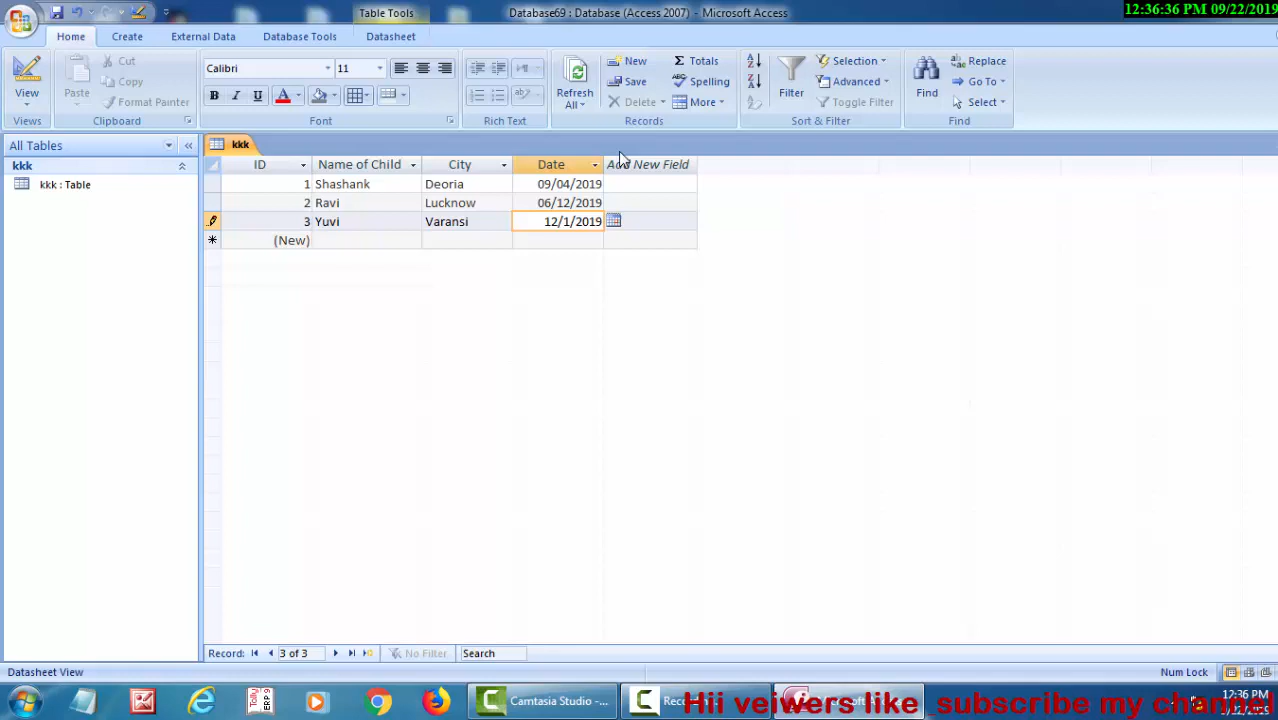 Table Tools
Database69 : Database (Access 2007) - Microsoft Access
12:36:36 PM 09/22/2019
Home
Create
External Data
Database Tools
Datasheet
View
Views
Paste
Cut
Copy
Format Painter
Clipboard
Calibri
11
B I U A
Font
Rich Text
Refresh
All
New
Save
Delete
Totals
Spelling
More
Records
Filter
Selection
Advanced
Toggle Filter
Sort & Filter
Find
Replace
Go To
Select
Find
All Tables
kkk
kkk : Table
kkk
ID Name of Child City Date Add New Field
1 Shashank Deoria 09/04/2019
2 Ravi Lucknow 06/12/2019
3 Yuvi Varansi 12/1/2019
(New)
Record: 3 of 3 No Filter Search
Datasheet View
Num Lock
Camtasia Studio -...
12:36 PM
Hii veiwers like subscribe my channel